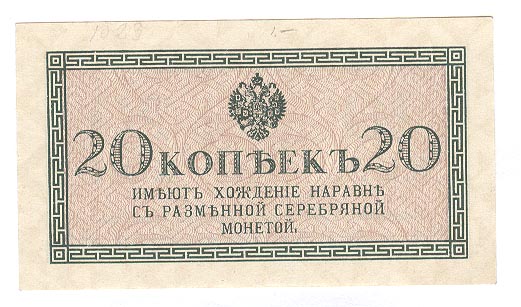 20 КОПѢЕКЪ 20
ИМѢЮТЪ ХОЖДЕНІЕ НАРАВНѢ
СЪ РАЗМѢННОЙ СЕРЕБРЯНОЙ
МОНЕТОЙ.